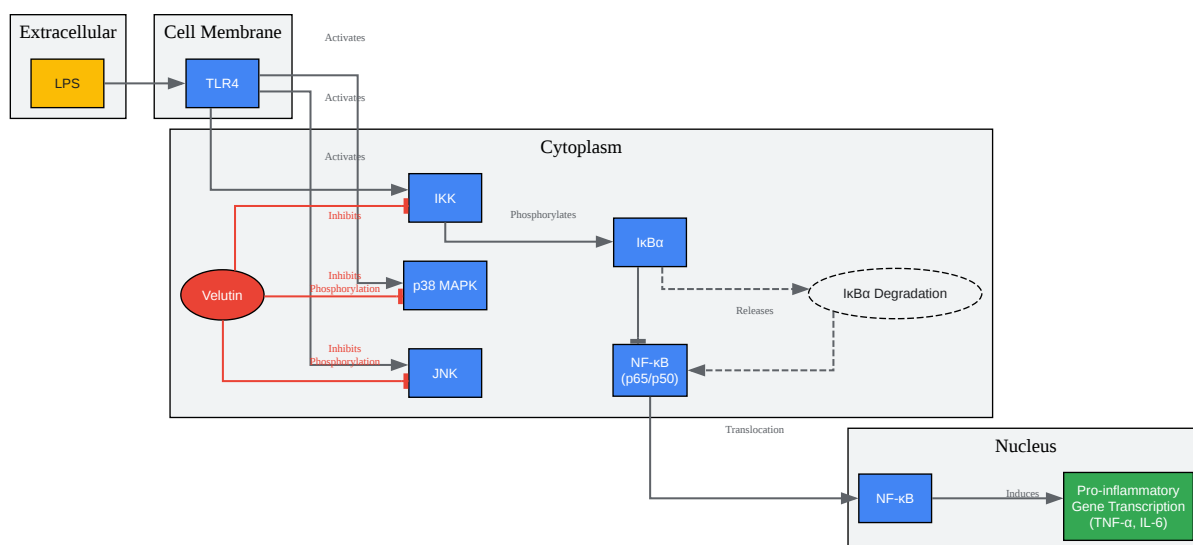 Extracellular
Cell Membrane
Activates
LPS
TLR4
Activates
Cytoplasm
Activates
IKK
Inhibits
Phosphorylates
IκBα
Velutin
Inhibits
Phosphorylation
p38 MAPK
IκBα Degradation
Releases
Inhibits
Phosphorylation
JNK
NF-κB
(p65/p50)
Translocation
Nucleus
NF-κB
Induces
Pro-inflammatory
Gene Transcription
(TNF-α, IL-6)